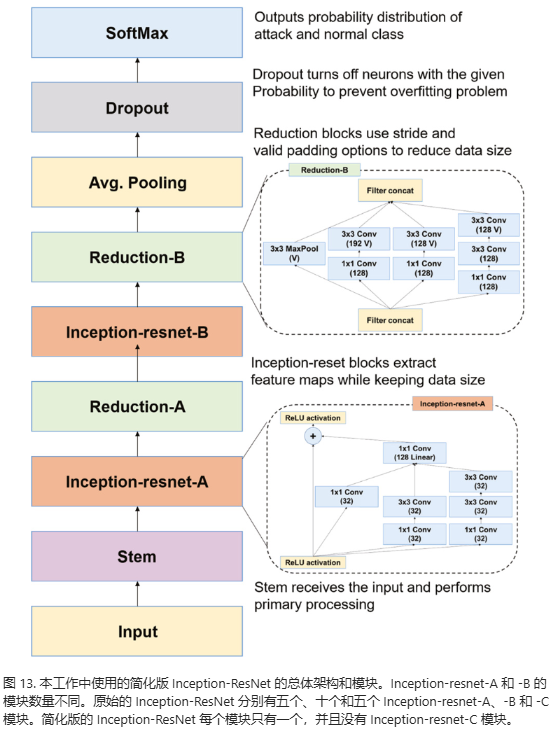 SoftMax
Outputs probability distribution of
attack and normal class
Dropout
Dropout turns off neurons with the given
Probability to prevent overfitting problem
Avg. Pooling
Reduction blocks use stride and
valid padding options to reduce data size
Reduction-B
Reduction-B
Filter concat
3x3 MaxPool
(V)
3x3 Conv
(192 V)
1x1 Conv
(128)
3x3 Conv
(128 V)
1x1 Conv
(128)
3x3 Conv
(128 V)
3x3 Conv
(128)
1x1 Conv
(128)
Filter concat
Inception-resnet-B
Inception-reset blocks extract
feature maps while keeping data size
Reduction-A
Inception-resnet-A
Inception-resnet-A
ReLU activation
+
1x1 Conv
(128 Linear)
1x1 Conv
(32)
3x3 Conv
(32)
1x1 Conv
(32)
3x3 Conv
(32)
3x3 Conv
(32)
1x1 Conv
(32)
ReLU activation
Stem
Stem receives the input and performs
primary processing
Input
图 13. 本工作中使用的简化版 Inception-ResNet 的总体架构和模块。Inception-resnet-A 和 -B 的
模块数量不同。原始的 Inception-ResNet 分别有五个、十个和五个 Inception-resnet-A、-B 和 -C
模块。简化版的 Inception-ResNet 每个模块只有一个，并且没有 Inception-resnet-C 模块。